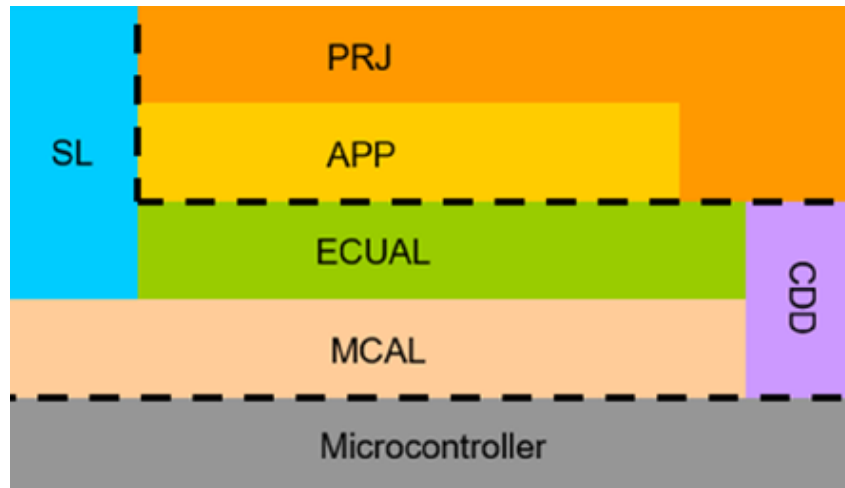 PRJ
SL
APP
ECUAL
CDD
MCAL
Microcontroller